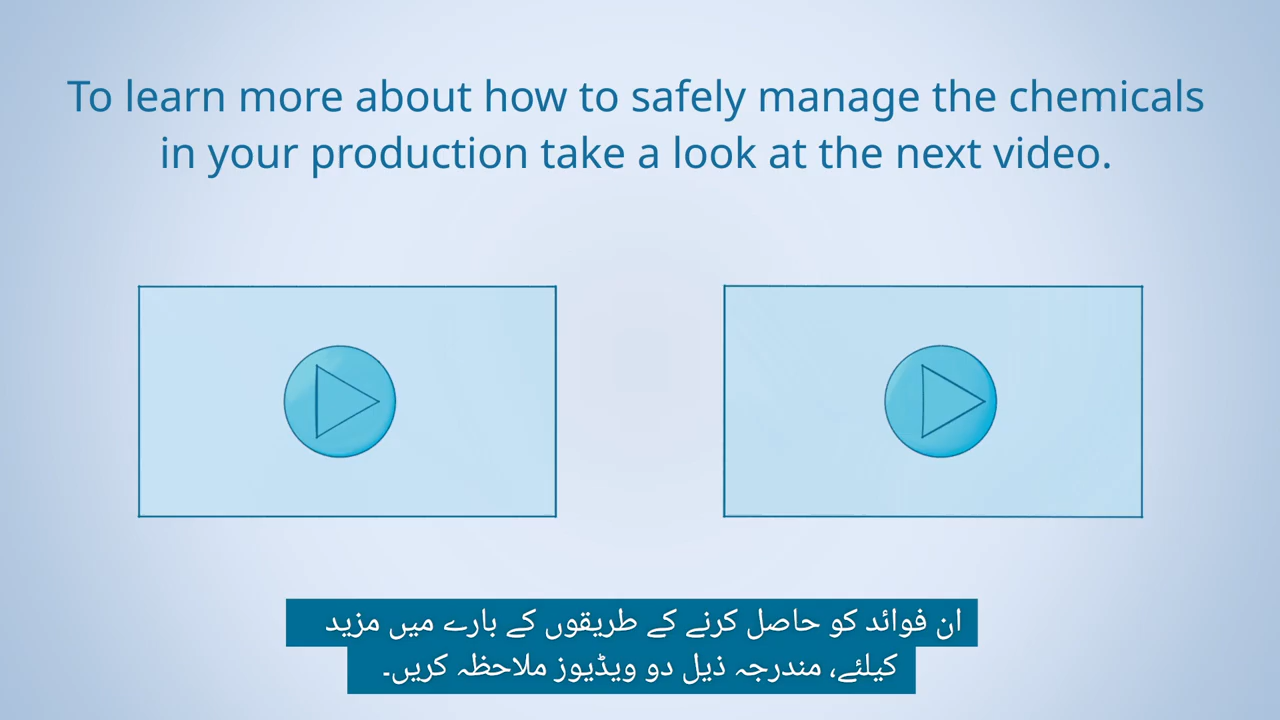 To learn more about how to safely manage the chemicals
in your production take a look at the next video.
ان فوائد کو حاصل کرنے کے طریقوں کے بارے میں مزید
کیلئے، مندرجہ ذیل دو ویڈیوز ملاحظہ کریں۔